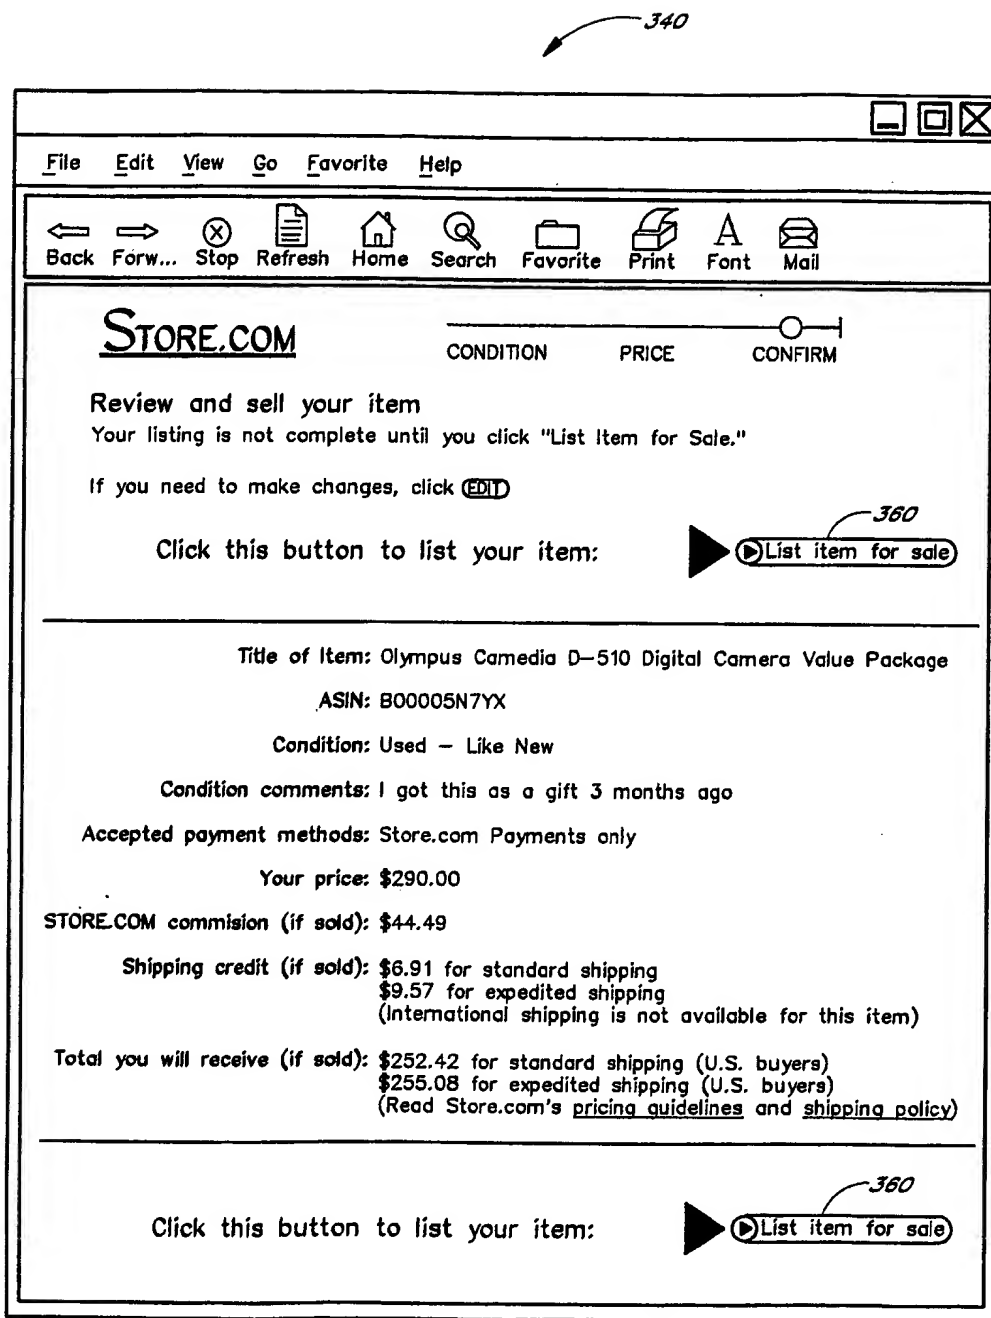 340
File Edit View Go Favorite Help
Back Forw... Stop Refresh Home Search Favorite Print Font Mail
STORE.COM
CONDITION PRICE CONFIRM
Review and sell your item
Your listing is not complete until you click "List Item for Sale."
If you need to make changes, click EDIT
360
Click this button to list your item: List item for sale
Title of Item: Olympus Camedia D-510 Digital Camera Value Package
ASIN: B00005N7YX
Condition: Used - Like New
Condition comments: I got this as a gift 3 months ago
Accepted payment methods: Store.com Payments only
Your price: $290.00
STORE.COM commision (if sold): $44.49
Shipping credit (if sold): $6.91 for standard shipping
$9.57 for expedited shipping
(International shipping is not available for this item)
Total you will receive (if sold): $252.42 for standard shipping (U.S. buyers)
$255.08 for expedited shipping (U.S. buyers)
(Read Store.com's pricing guidelines and shipping policy)
360
Click this button to list your item: List item for sale